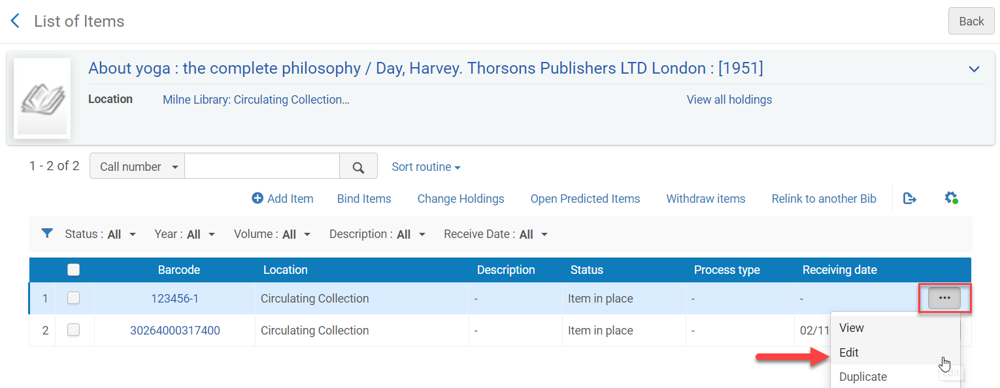 List of Items
Back
About yoga : the complete philosophy / Day, Harvey. Thorsons Publishers LTD London : [1951]
Location Milne Library: Circulating Collection... View all holdings
1 - 2 of 2 Call number Sort routine
Add Item Bind Items Change Holdings Open Predicted Items Withdraw items Relink to another Bib
Status : All Year : All Volume : All Description : All Receive Date : All
Barcode Location Description Status Process type Receiving date
1 123456-1 Circulating Collection - Item in place - - •••
2 30264000317400 Circulating Collection - Item in place - 02/11
View
Edit
Duplicate
Edit